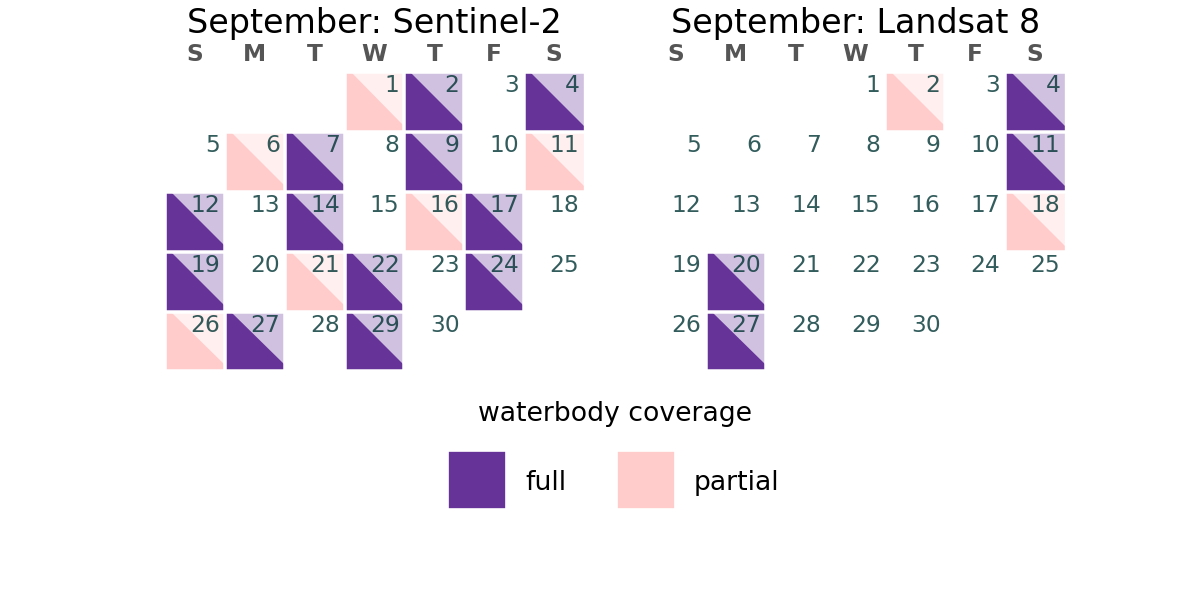 September: Sentinel-2
S M T W T F S
1 2 3 4
5 6 7 8 9 10 11
12 13 14 15 16 17 18
19 20 21 22 23 24 25
26 27 28 29 30
September: Landsat 8
S M T W T F S
1 2 3 4
5 6 7 8 9 10 11
12 13 14 15 16 17 18
19 20 21 22 23 24 25
26 27 28 29 30
waterbody coverage
full partial